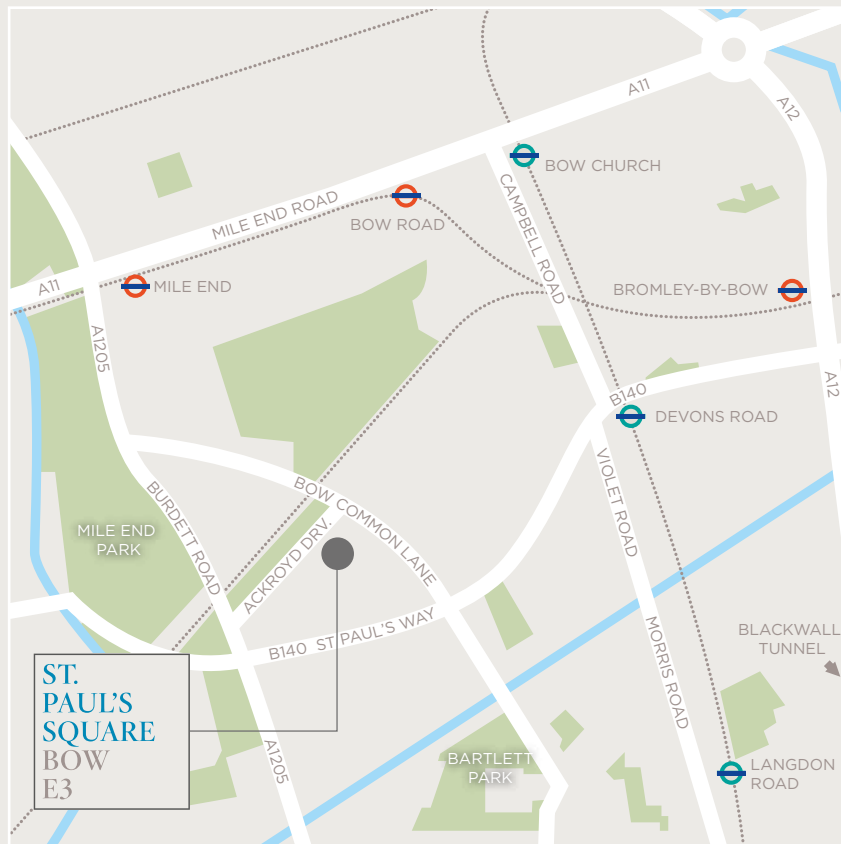 A11
A12
BOW CHURCH
CAMPBELL ROAD
MILE END ROAD
BOW ROAD
A11
MILE END
BROMLEY-BY-BOW
A1205
A12
B140
DEVONS ROAD
VIOLET ROAD
BURDETT ROAD
BOW COMMON LANE
MILE END
PARK
ACKROYD DRV.
B140 ST PAUL'S WAY
MORRIS ROAD
BLACKWALL
TUNNEL
ST.
PAUL'S
SQUARE
BOW
E3
A1205
BARTLETT
PARK
LANGDON
ROAD